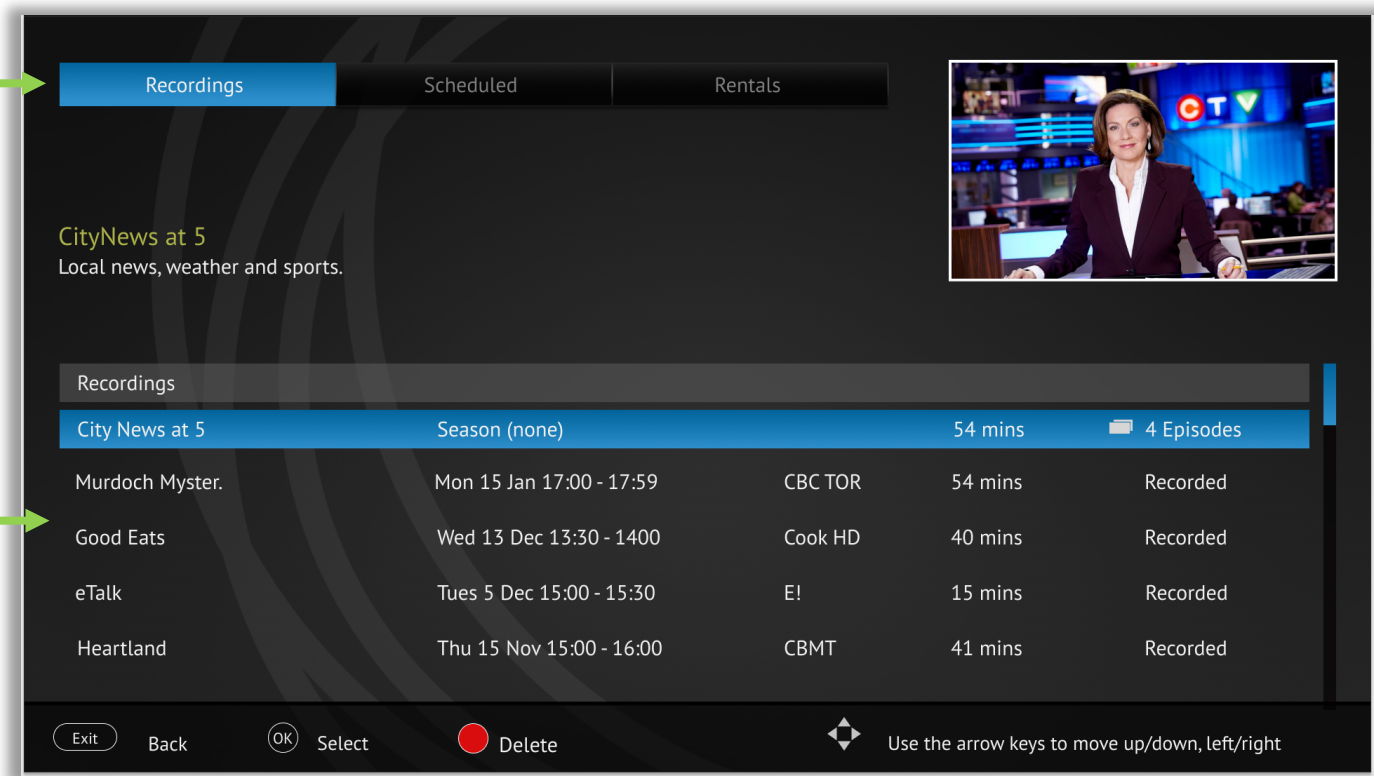 Recordings Scheduled Rentals
CTV
CityNews at 5
Local news, weather and sports.
Recordings
City News at 5 Season (none) 54 mins 4 Episodes
Murdoch Myster. Mon 15 Jan 17:00 - 17:59 CBC TOR 54 mins Recorded
Good Eats Wed 13 Dec 13:30 - 1400 Cook HD 40 mins Recorded
eTalk Tues 5 Dec 15:00 - 15:30 E! 15 mins Recorded
Heartland Thu 15 Nov 15:00 - 16:00 CBMT 41 mins Recorded
Exit Back OK Select Delete Use the arrow keys to move up/down, left/right